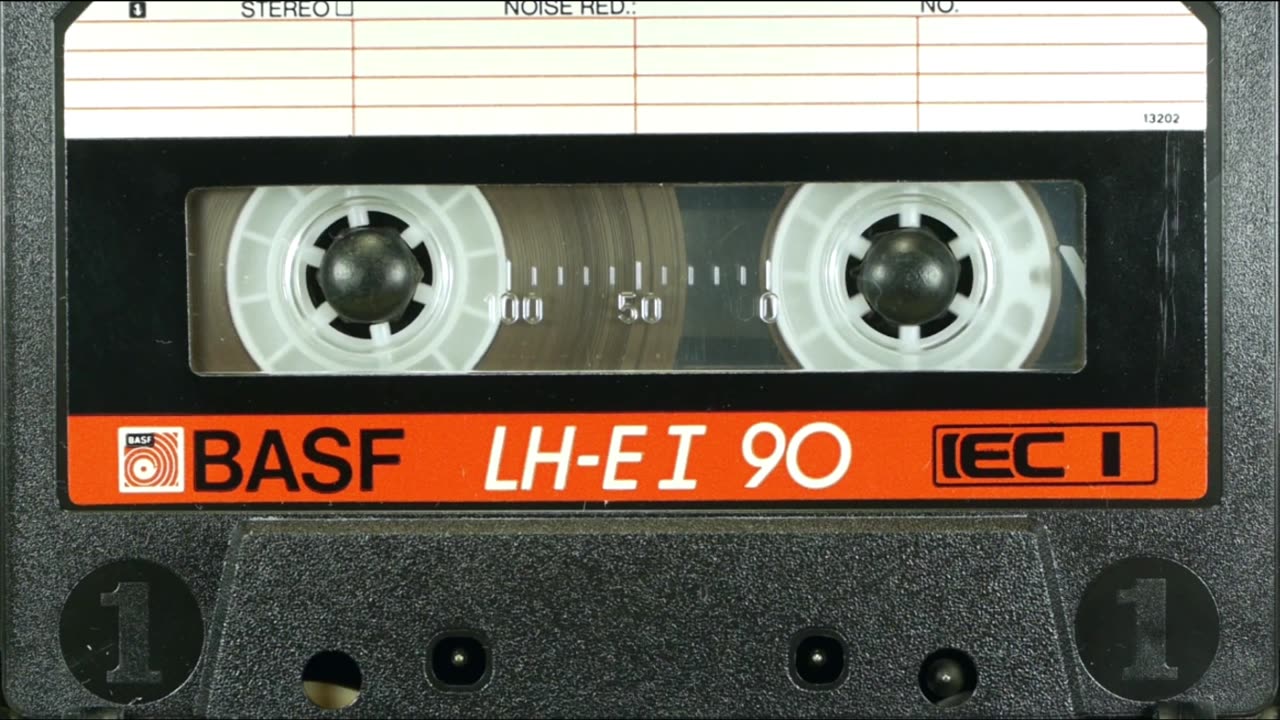 1 STEREO NOISE RED.: NO.
13202
100 50 0
BASF BASF LH-E I 90 IEC I
1 1